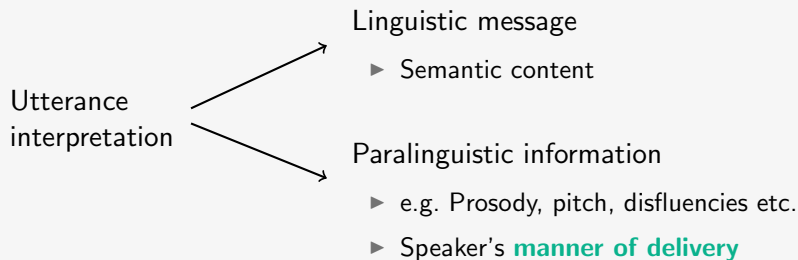 Linguistic message
▶ Semantic content
Utterance
interpretation
Paralinguistic information
▶ e.g. Prosody, pitch, disfluencies etc.
▶ Speaker's manner of delivery